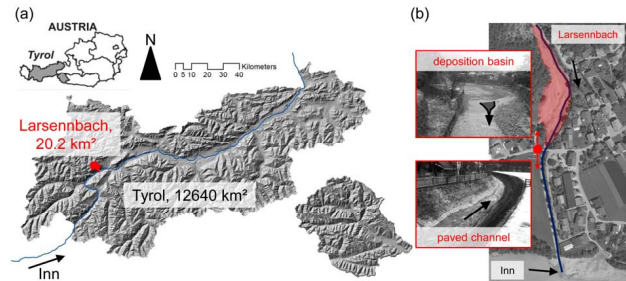 (a)
AUSTRIA
Tyrol
N
Kilometers
0 5 10 20 30 40
Larsennbach,
20.2 km²
Tyrol, 12640 km²
Inn
(b)
Larsennbach
deposition basin
paved channel
Inn